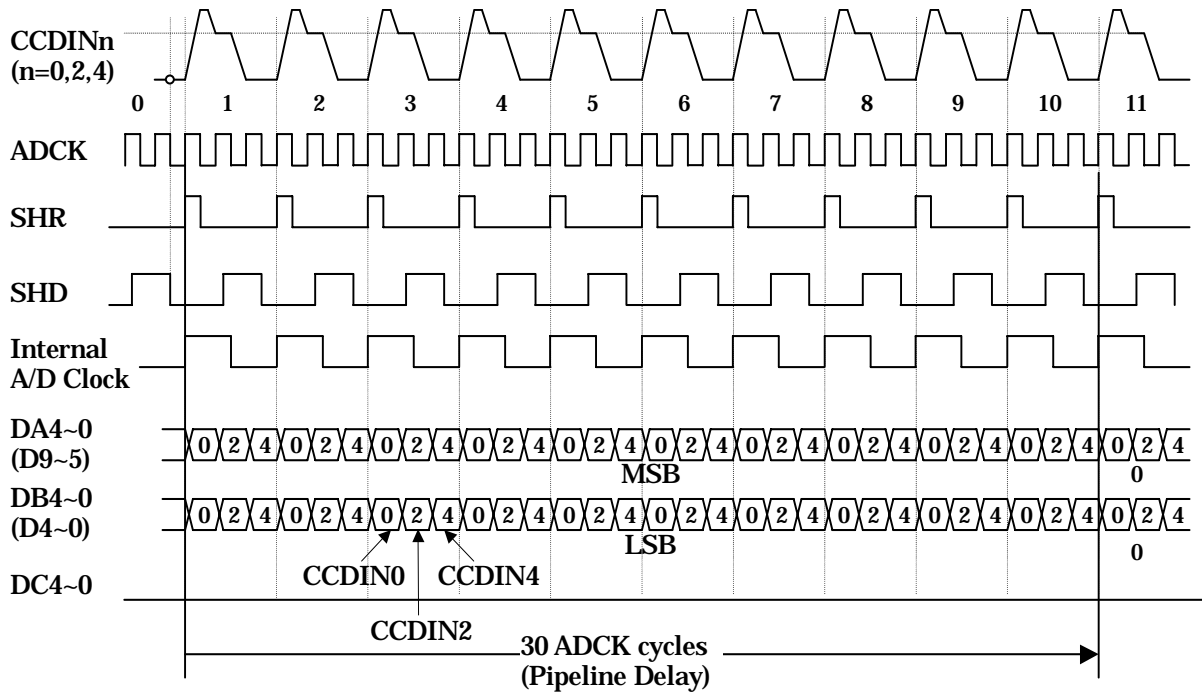 CCDINn
(n=0,2,4)
0 1 2 3 4 5 6 7 8 9 10 11
ADCK
SHR
SHD
Internal
A/D Clock
DA4~0
(D9~5)
0 2 4 0 2 4 0 2 4 0 2 4 0 2 4 0 2 4 0 2 4 0 2 4 0 2 4 0 2 4 0 2 4
MSB
0
DB4~0
(D4~0)
0 2 4 0 2 4 0 2 4 0 2 4 0 2 4 0 2 4 0 2 4 0 2 4 0 2 4 0 2 4 0 2 4
LSB
0
CCDIN0 CCDIN4
DC4~0
CCDIN2
30 ADCK cycles
(Pipeline Delay)